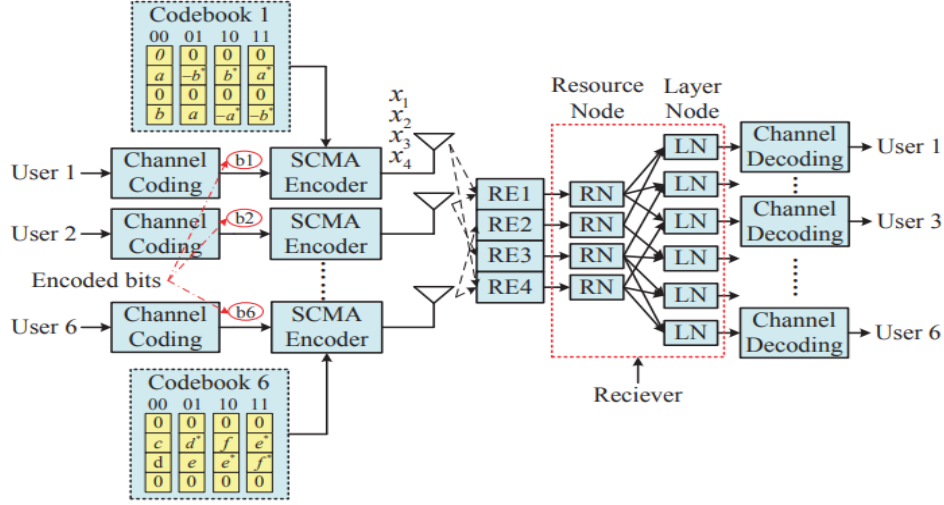 Codebook 1
00 01 10 11
0 0 0 0
a -b* b* a*
0 0 0 0
b a -a* -b*
x1
x2
x3
x4
Resource Node
Layer Node
User 1
Channel Coding
b1
SCMA Encoder
RE1
RN
LN
Channel Decoding
User 1
LN
User 2
Channel Coding
b2
SCMA Encoder
RE2
RN
LN
Channel Decoding
User 3
RE3
RN
LN
Encoded bits
RE4
RN
LN
User 6
Channel Coding
b6
SCMA Encoder
LN
Channel Decoding
User 6
Reciever
Codebook 6
00 01 10 11
0 0 0 0
c d* f e*
d e e* f*
0 0 0 0